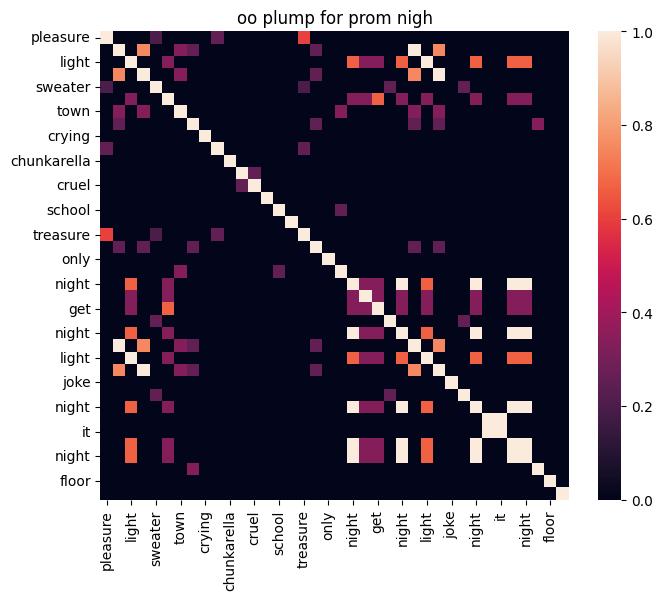 oo plump for prom nigh
pleasure
light
sweater
town
crying
chunkarella
cruel
school
treasure
only
night
get
night
light
joke
night
it
night
floor
1.0
0.8
0.6
0.4
0.2
0.0
pleasure
light
sweater
town
crying
chunkarella
cruel
school
treasure
only
night
get
night
light
joke
night
it
night
floor